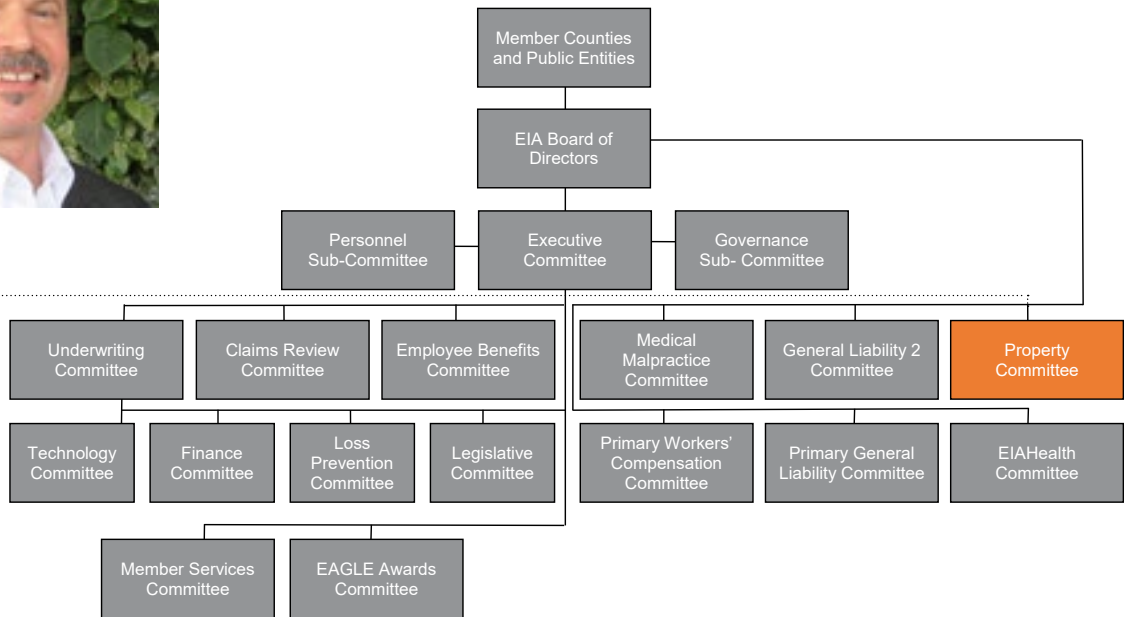 Member Counties
and Public Entities
EIA Board of
Directors
Personnel
Sub-Committee
Executive
Committee
Governance
Sub- Committee
Underwriting
Committee
Claims Review
Committee
Employee Benefits
Committee
Medical
Malpractice
Committee
General Liability 2
Committee
Property
Committee
Technology
Committee
Finance
Committee
Loss
Prevention
Committee
Legislative
Committee
Primary Workers’
Compensation
Committee
Primary General
Liability Committee
EIAHealth
Committee
Member Services
Committee
EAGLE Awards
Committee